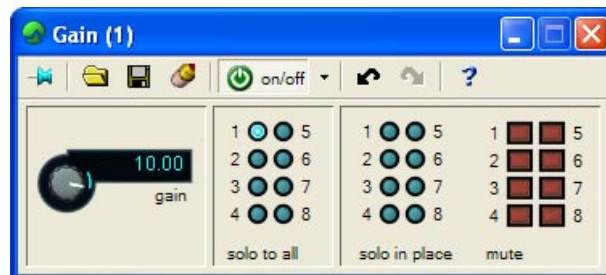 Gain (1)
on/off ?
10.00
gain
1 5
2 6
3 7
4 8
solo to all
1 5
2 6
3 7
4 8
solo in place
1 5
2 6
3 7
4 8
mute